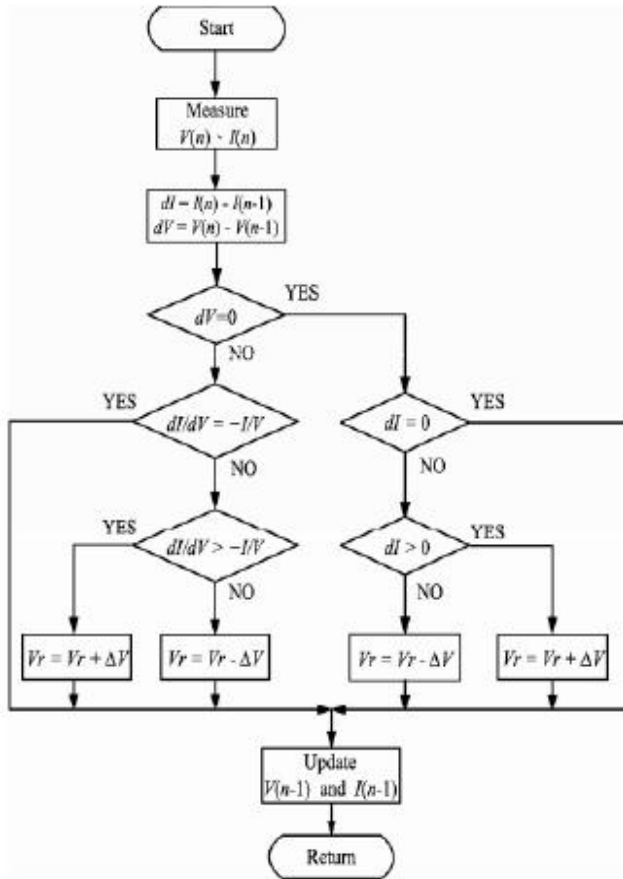 Start
Measure
V(n)、I(n)
dI = I(n) - I(n-1)
dV = V(n) - V(n-1)
YES
dV=0
NO
YES
dI/dV = −I/V
dI = 0
YES
NO
NO
YES
dI/dV > −I/V
dI > 0
YES
NO
NO
Vr = Vr + ΔV
Vr = Vr - ΔV
Vr = Vr - ΔV
Vr = Vr + ΔV
Update
V(n-1) and I(n-1)
Return